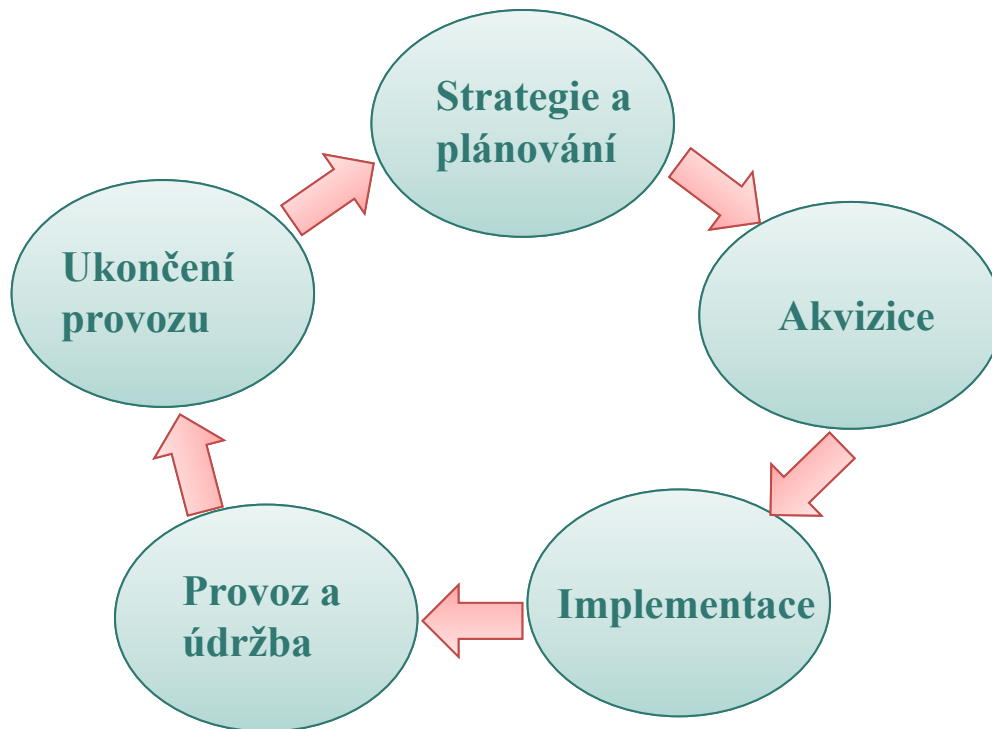 Strategie a
plánování
Akvizice
Implementace
Provoz a
údržba
Ukončení
provozu